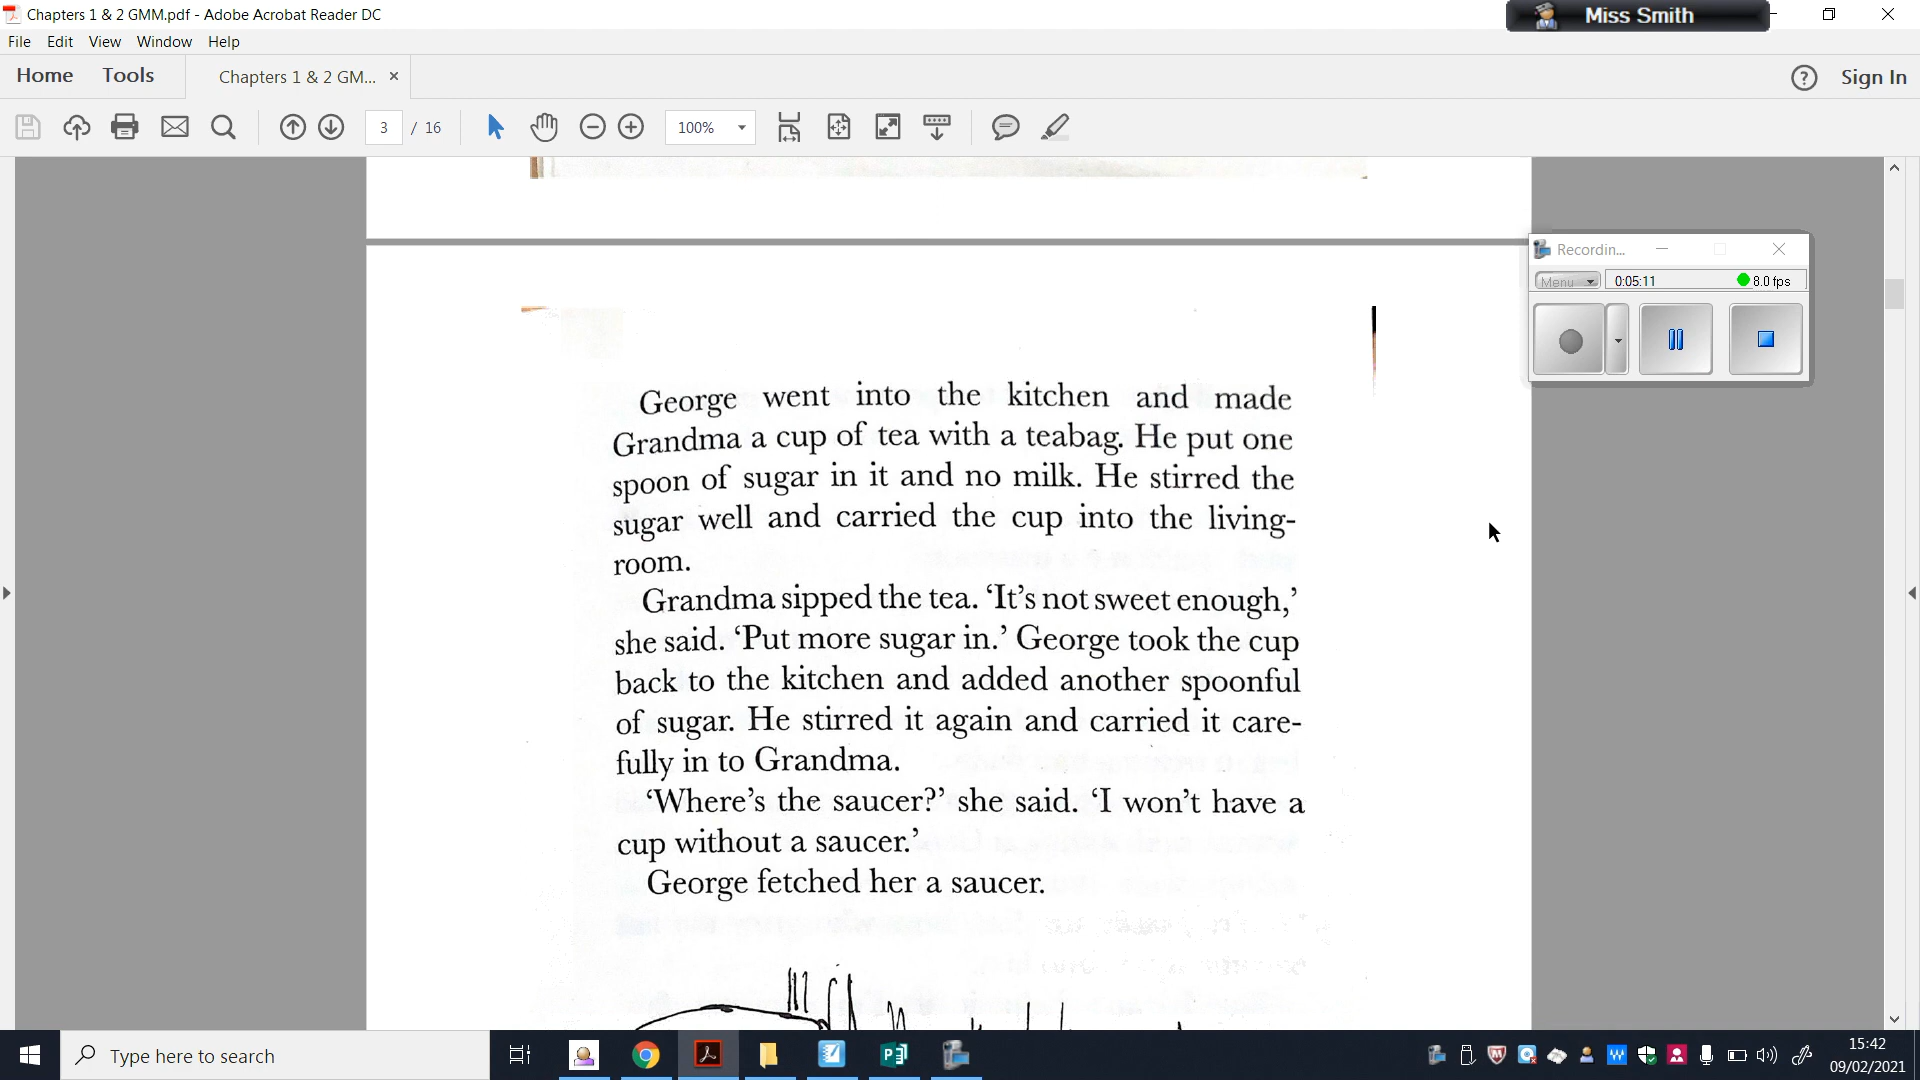 Chapters 1 & 2 GMM.pdf - Adobe Acrobat Reader DC
Miss Smith
File Edit View Window Help
Home Tools Chapters 1 & 2 GM... × Sign In
3 / 16 100%
Recordin...
Menu 0:05:11 8.0 fps
George went into the kitchen and made
Grandma a cup of tea with a teabag. He put one
spoon of sugar in it and no milk. He stirred the
sugar well and carried the cup into the living-
room.
Grandma sipped the tea. ‘It’s not sweet enough,’
she said. ‘Put more sugar in.’ George took the cup
back to the kitchen and added another spoonful
of sugar. He stirred it again and carried it care-
fully in to Grandma.
‘Where’s the saucer?’ she said. ‘I won’t have a
cup without a saucer.’
George fetched her a saucer.
Type here to search
15:42
09/02/2021